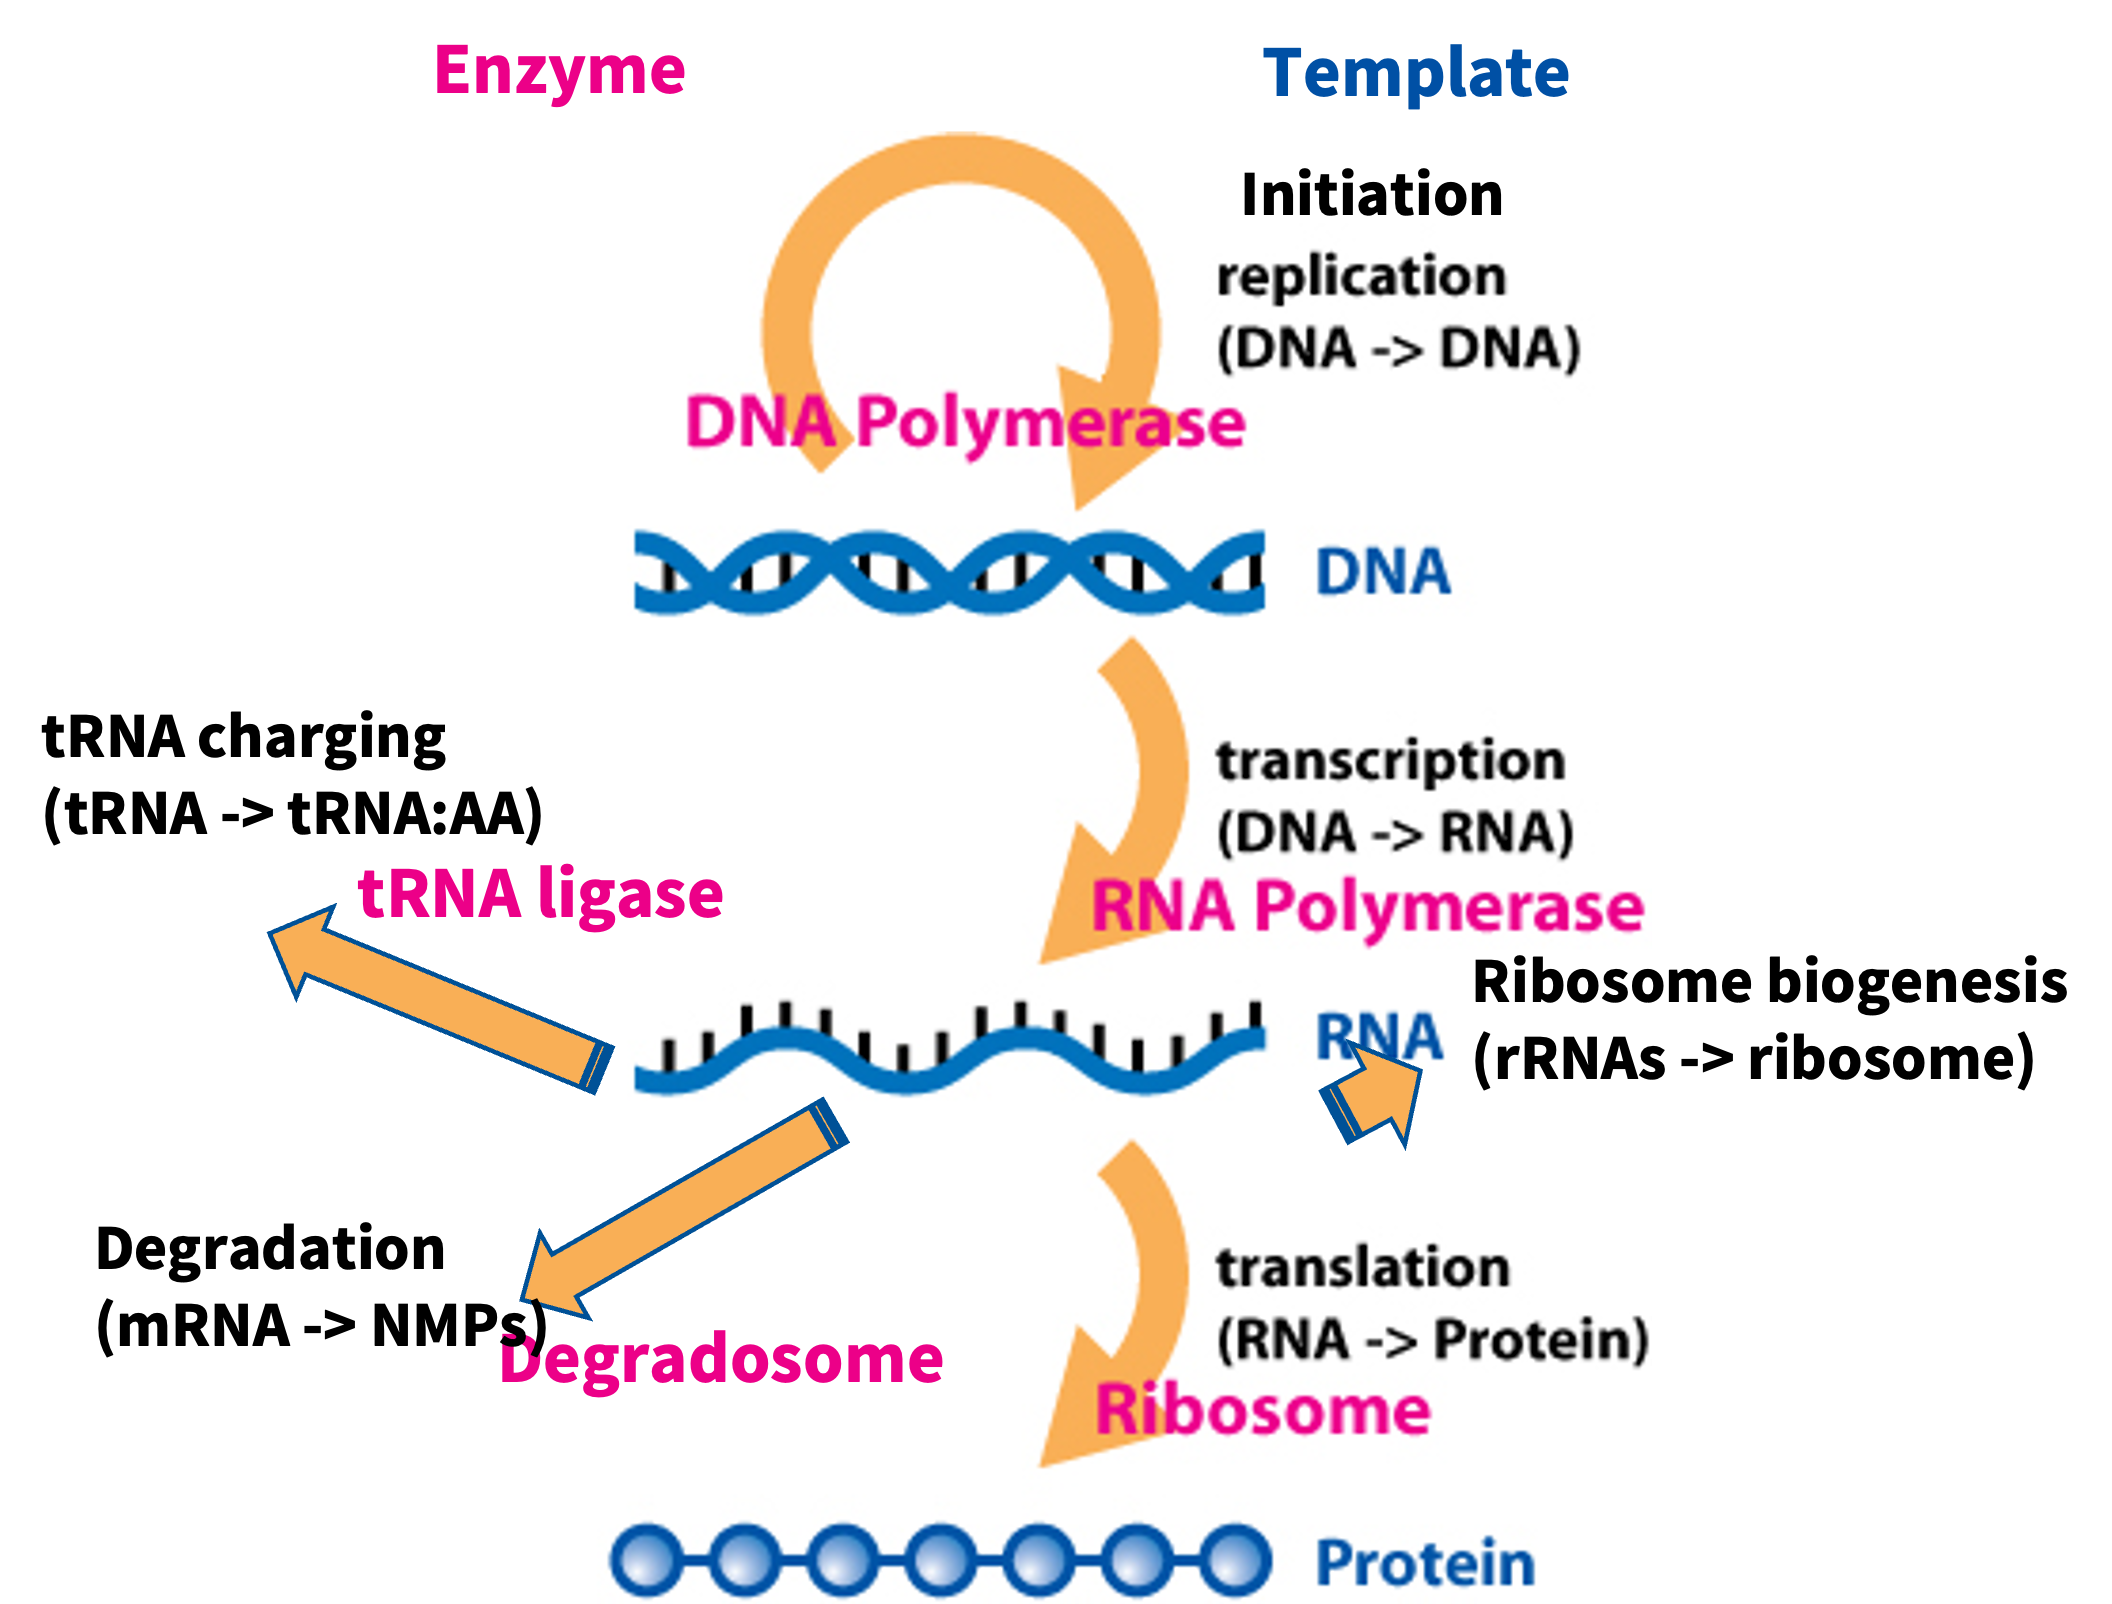 Enzyme
Template
Initiation
replication
(DNA -> DNA)
DNA Polymerase
DNA
tRNA charging
(tRNA -> tRNA:AA)
tRNA ligase
transcription
(DNA -> RNA)
RNA Polymerase
RNA
Ribosome biogenesis
(rRNAs -> ribosome)
Degradation
(mRNA -> NMPs)
Degradosome
translation
(RNA -> Protein)
Ribosome
Protein